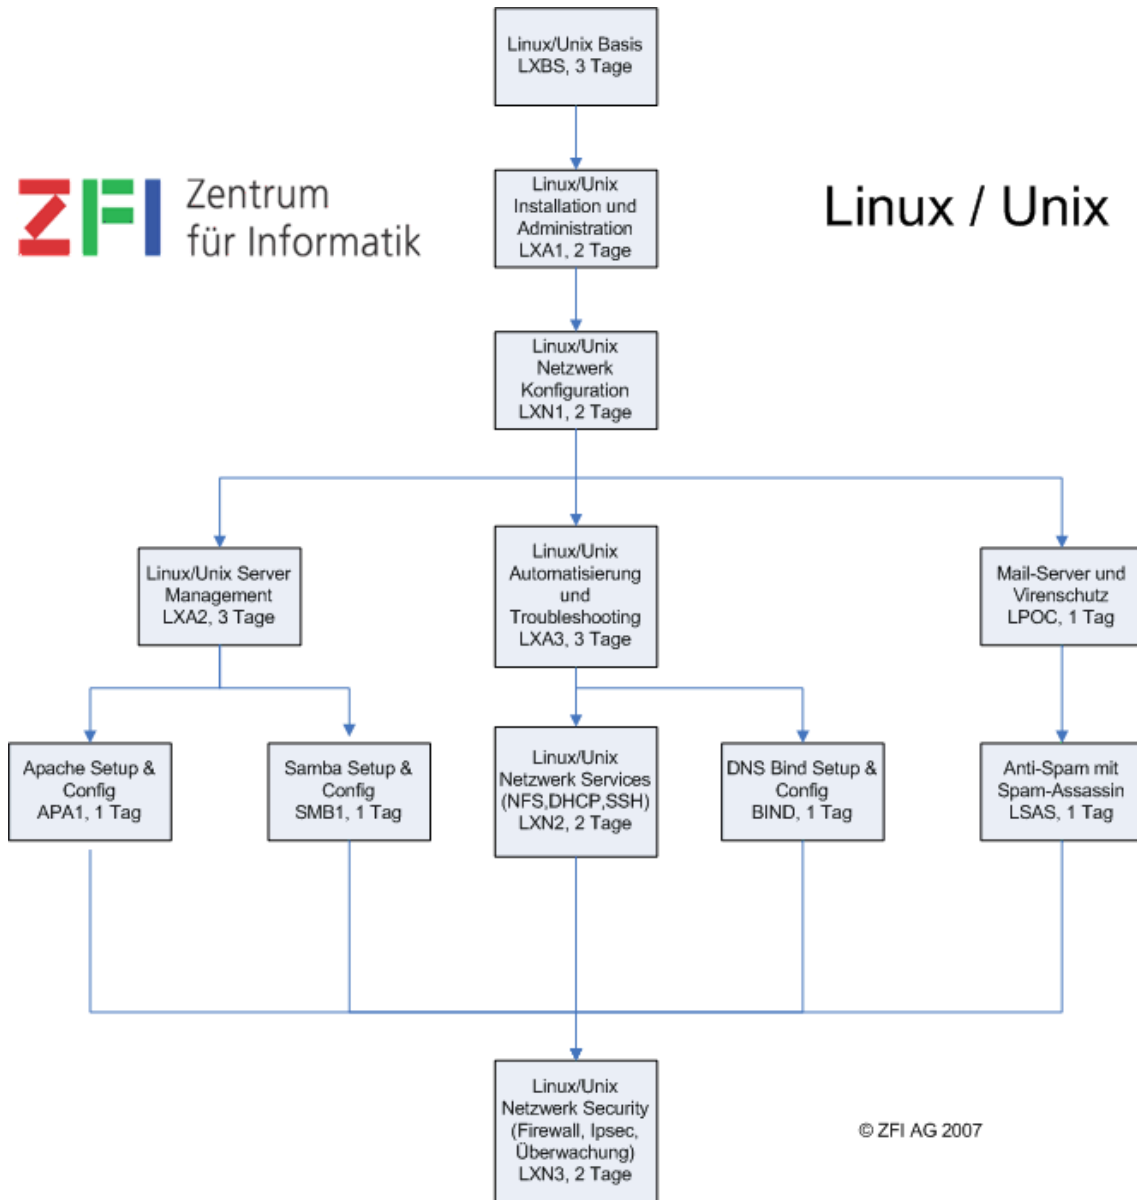 Linux/Unix Basis
LXBS, 3 Tage
ZFI
Zentrum
für Informatik
Linux / Unix
Linux/Unix
Installation und
Administration
LXA1, 2 Tage
Linux/Unix
Netzwerk
Konfiguration
LXN1, 2 Tage
Linux/Unix Server
Management
LXA2, 3 Tage
Linux/Unix
Automatisierung
und
Troubleshooting
LXA3, 3 Tage
Mail-Server und
Virenschutz
LPOC, 1 Tag
Apache Setup &
Config
APA1, 1 Tag
Samba Setup &
Config
SMB1, 1 Tag
Linux/Unix
Netzwerk Services
(NFS,DHCP,SSH)
LXN2, 2 Tage
DNS Bind Setup &
Config
BIND, 1 Tag
Anti-Spam mit
Spam-Assassin
LSAS, 1 Tag
Linux/Unix
Netzwerk Security
(Firewall, Ipsec,
Überwachung)
LXN3, 2 Tage
© ZFI AG 2007